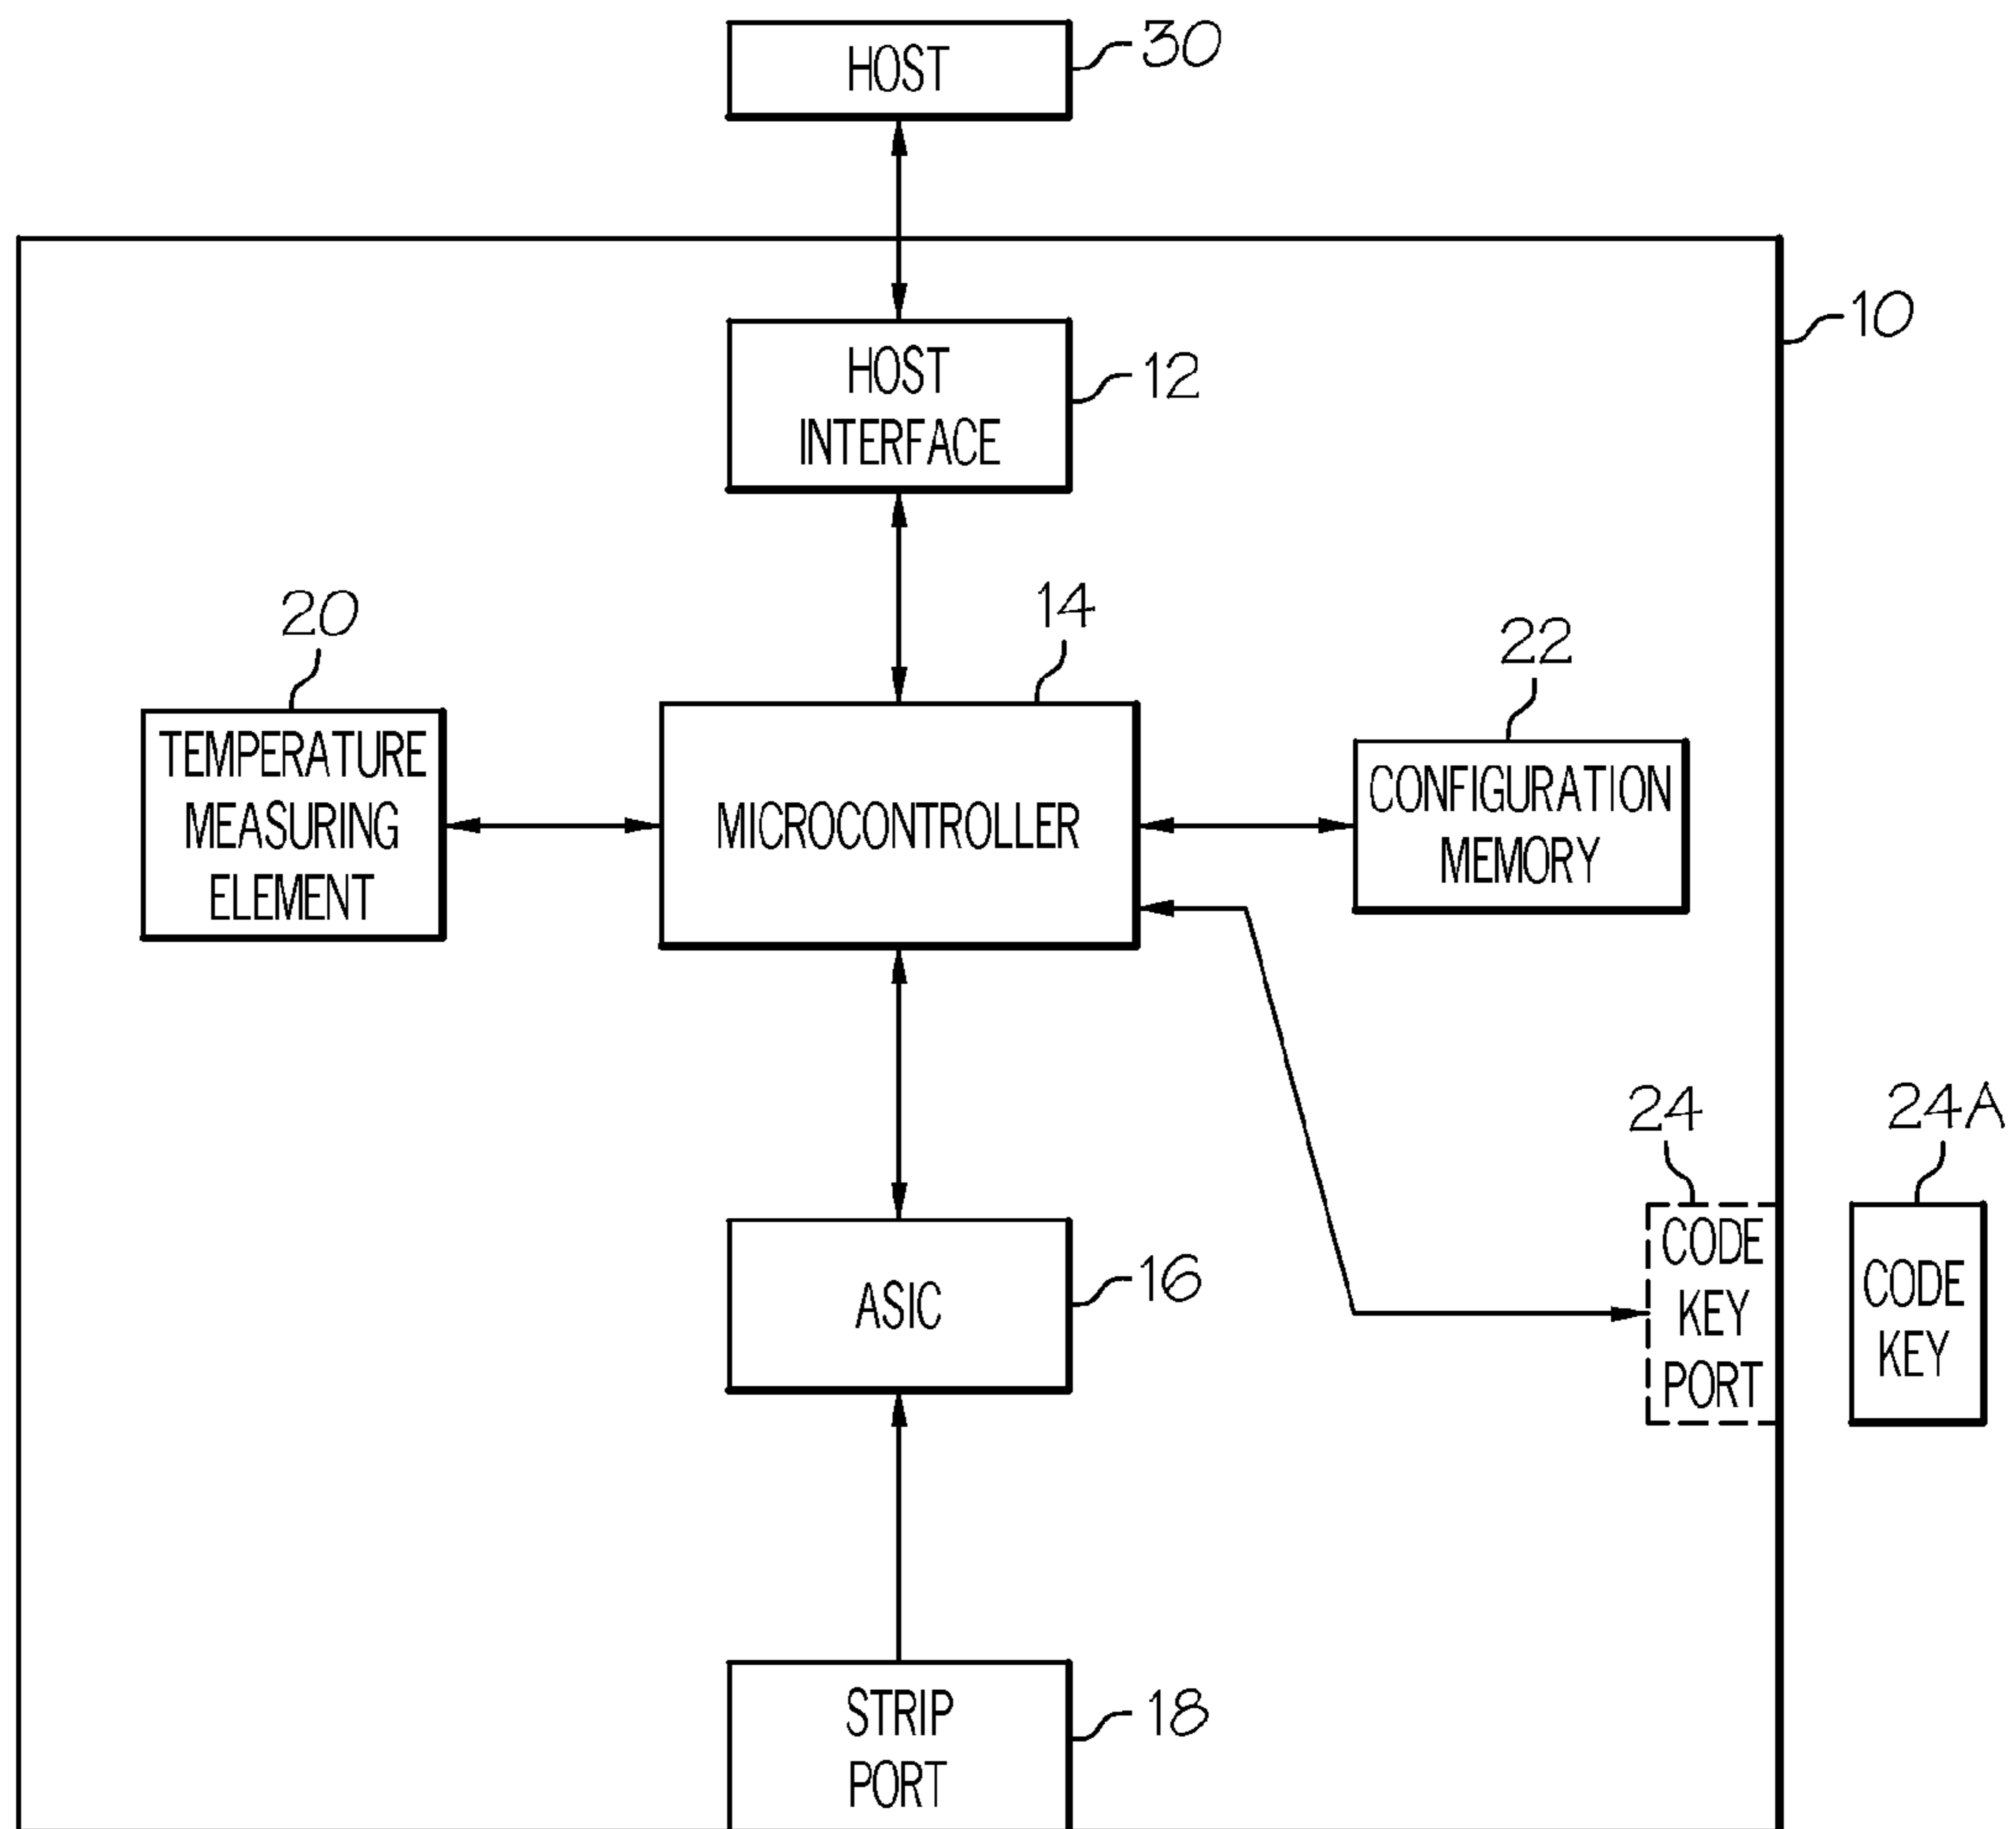 HOST
30
10
HOST
INTERFACE
12
20
14
22
TEMPERATURE
MEASURING
ELEMENT
MICROCONTROLLER
CONFIGURATION
MEMORY
24
24A
ASIC
16
CODE
KEY
PORT
CODE
KEY
STRIP
PORT
18